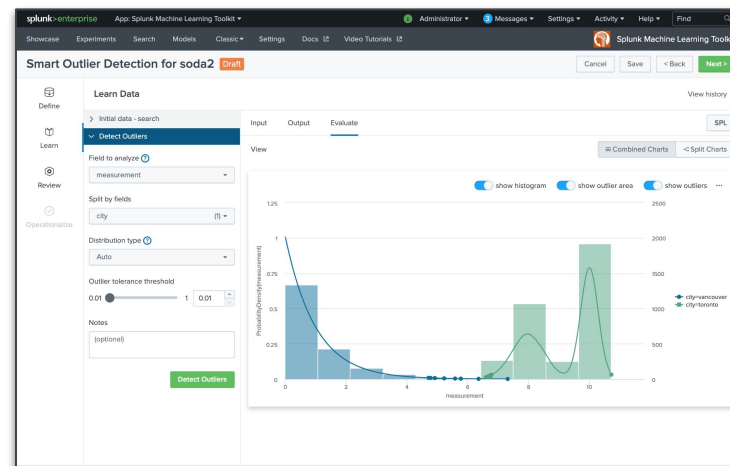 splunk>enterprise App: Splunk Machine Learning Toolkit ▾ i Administrator ▾ 3 Messages ▾ Settings ▾ Activity ▾ Help ▾ Find
Showcase Experiments Search Models Classic ▾ Settings Docs Video Tutorials Splunk Machine Learning Toolk
Smart Outlier Detection for soda2 Draft Cancel Save < Back Next >
Define
Learn
Review
Operationalize
Learn Data View history
Initial data - search
Detect Outliers
Field to analyze ?
measurement
Split by fields
city (1) ▾
Distribution type ?
Auto
Outlier tolerance threshold
0.01 1 0.01
Notes
(optional)
Detect Outliers
Input Output Evaluate SPL
View Combined Charts Split Charts
show histogram show outlier area show outliers ...
1.25 2500
1 2000
0.75 1500
0.5 1000
0.25 500
0 0
ProbabilityDensity(measurement)
0 2 4 6 8 10
measurement
city=vancouver
city=toronto